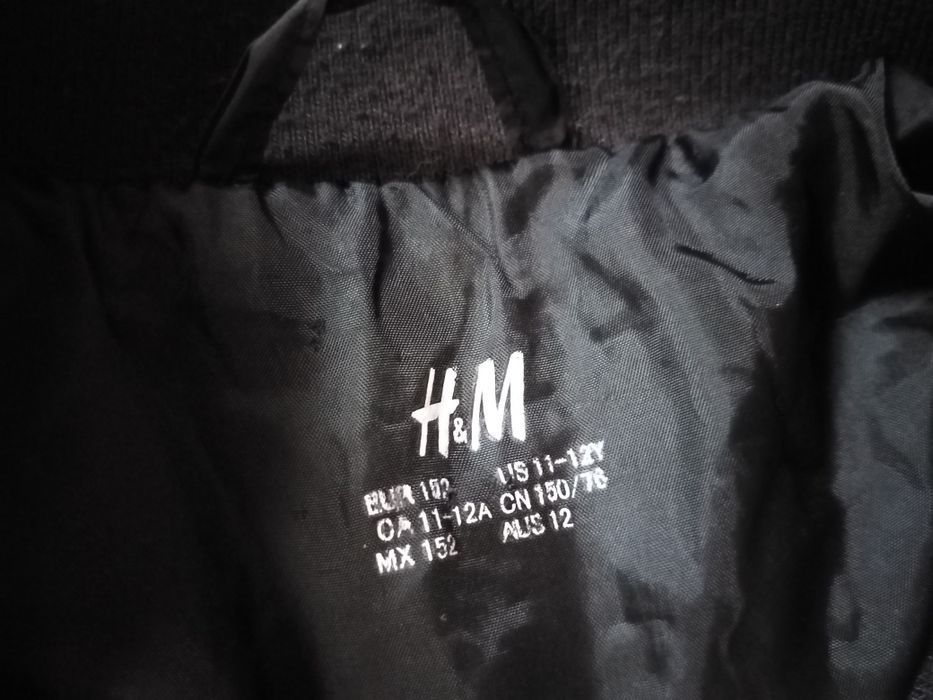 H&M
EUR 152 US 11-12Y
CA 11-12A CN 150/76
MX 152 AUS 12